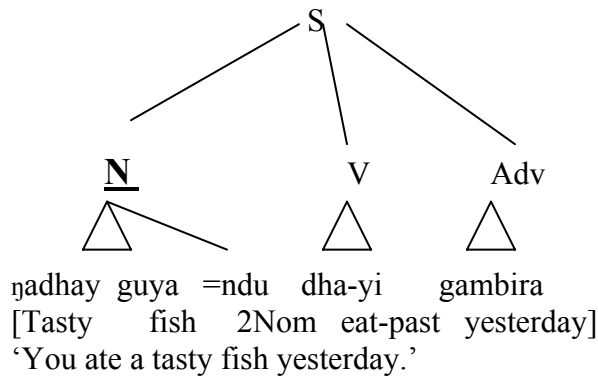 S
N V Adv
ŋadhay guya =ndu dha-yi gambira
[Tasty fish 2Nom eat-past yesterday]
‘You ate a tasty fish yesterday.’